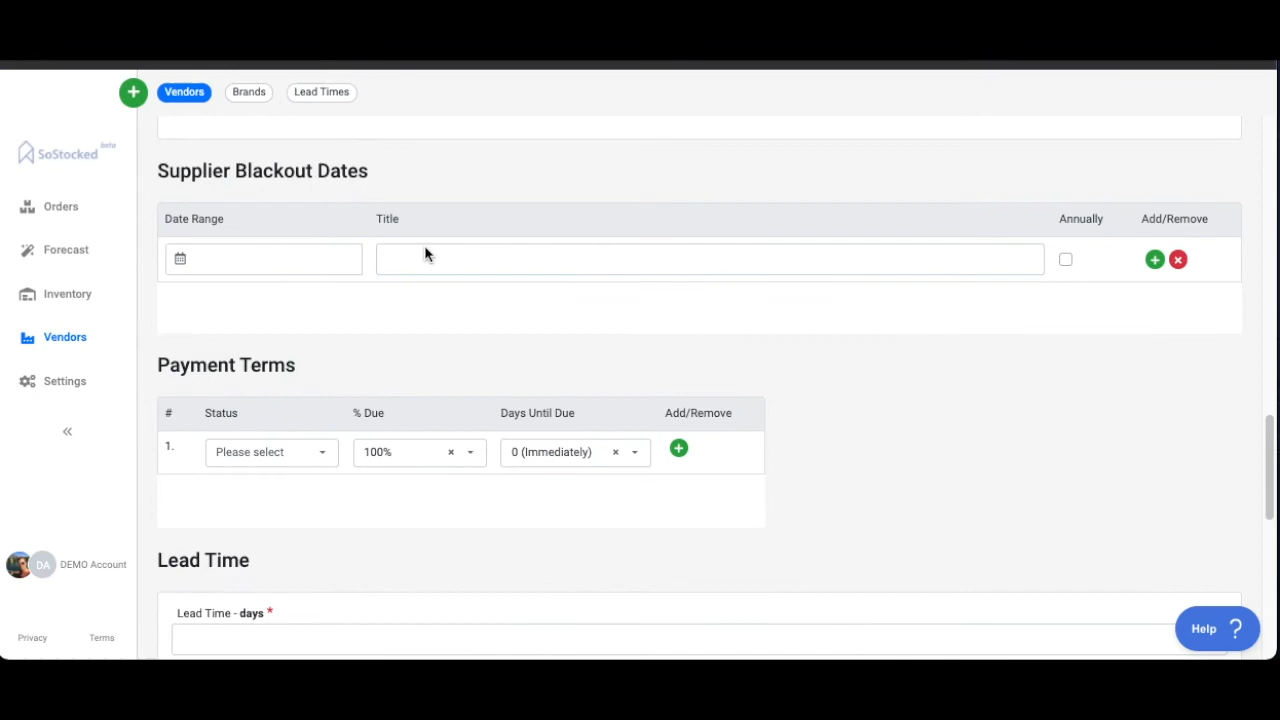 + Vendors Brands Lead Times
SoStocked beta
Orders
Forecast
Inventory
Vendors
Settings
«
DA DEMO Account
Privacy Terms
Supplier Blackout Dates
Date Range Title Annually Add/Remove
Payment Terms
# Status % Due Days Until Due Add/Remove
1. Please select 100% × 0 (Immediately) ×
Lead Time
Lead Time - days *
Help ?